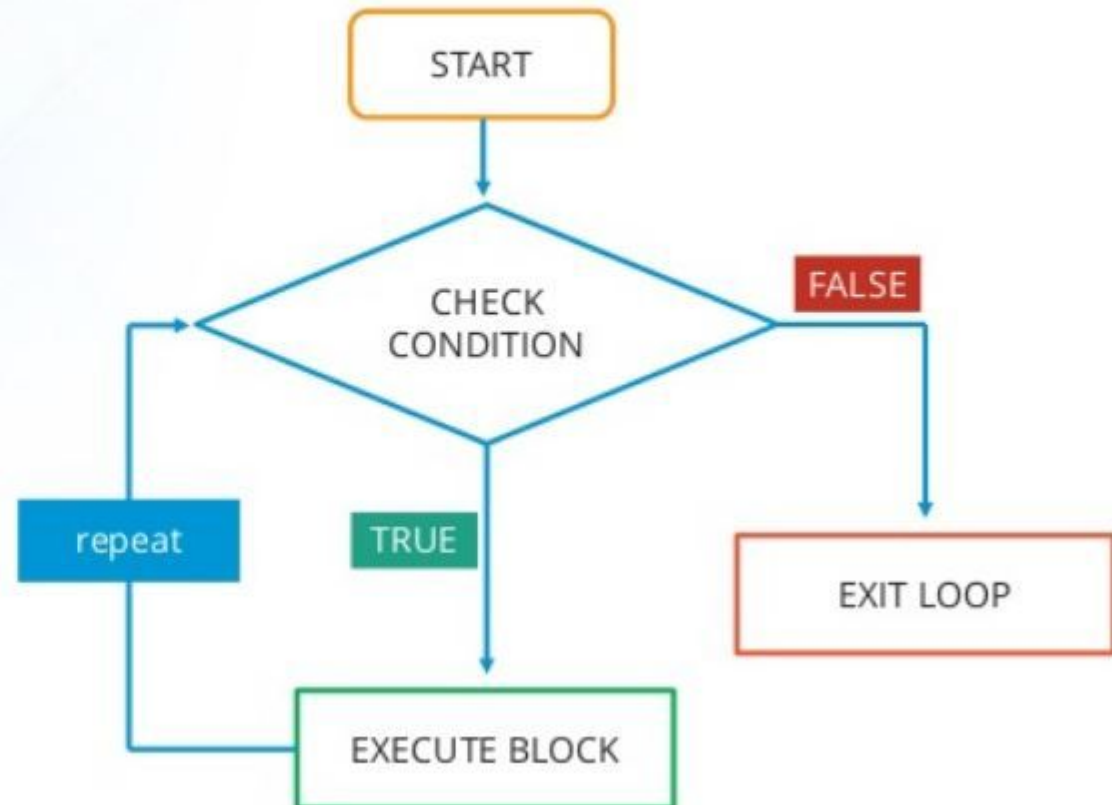 START
CHECK
CONDITION
FALSE
repeat
TRUE
EXIT LOOP
EXECUTE BLOCK